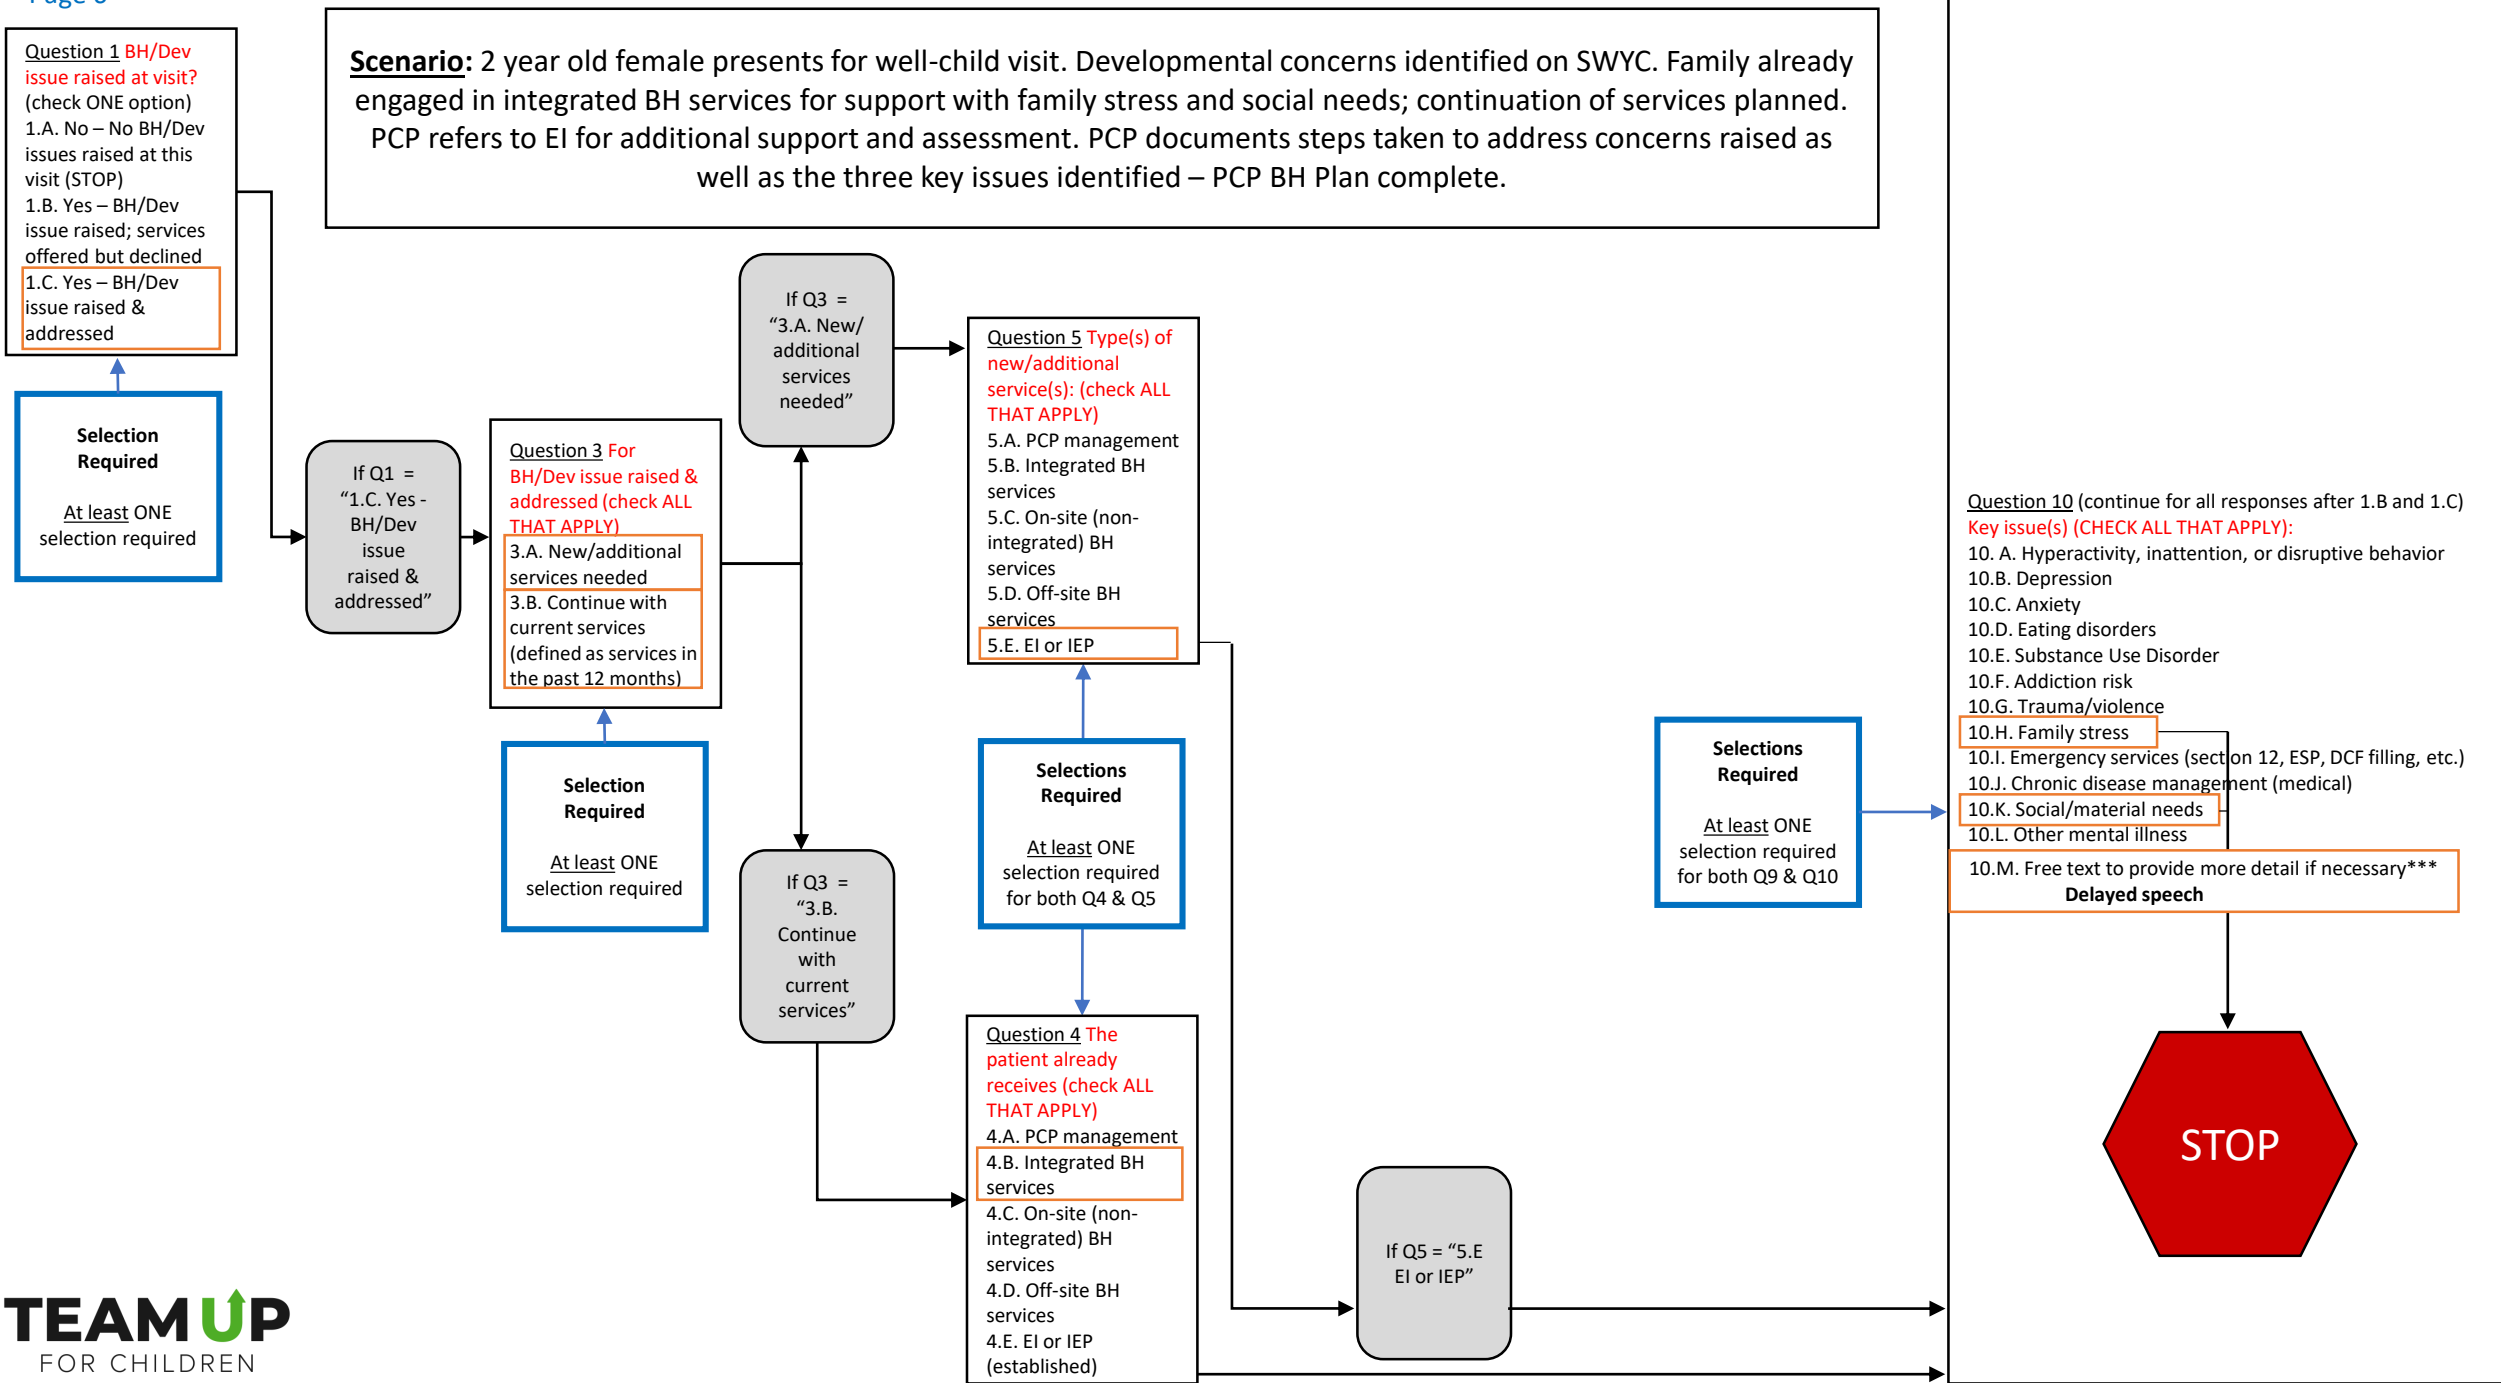 Page 6
Scenario: 2 year old female presents for well-child visit. Developmental concerns identified on SWYC. Family already
engaged in integrated BH services for support with family stress and social needs; continuation of services planned.
PCP refers to EI for additional support and assessment. PCP documents steps taken to address concerns raised as
well as the three key issues identified – PCP BH Plan complete.
Question 1 BH/Dev
issue raised at visit?
(check ONE option)
1.A. No – No BH/Dev
issues raised at this
visit (STOP)
1.B. Yes – BH/Dev
issue raised; services
offered but declined
1.C. Yes – BH/Dev
issue raised &
addressed
Selection
Required
At least ONE
selection required
If Q1 =
“1.C. Yes -
BH/Dev
issue
raised &
addressed”
Question 3 For
BH/Dev issue raised &
addressed (check ALL
THAT APPLY)
3.A. New/additional
services needed
3.B. Continue with
current services
(defined as services in
the past 12 months)
Selection
Required
At least ONE
selection required
If Q3 =
“3.A. New/
additional
services
needed”
If Q3 =
“3.B.
Continue
with
current
services”
Question 5 Type(s) of
new/additional
service(s): (check ALL
THAT APPLY)
5.A. PCP management
5.B. Integrated BH
services
5.C. On-site (non-
integrated) BH
services
5.D. Off-site BH
services
5.E. EI or IEP
Selections
Required
At least ONE
selection required
for both Q4 & Q5
Question 4 The
patient already
receives (check ALL
THAT APPLY)
4.A. PCP management
4.B. Integrated BH
services
4.C. On-site (non-
integrated) BH
services
4.D. Off-site BH
services
4.E. EI or IEP
(established)
If Q5 = “5.E
EI or IEP”
Selections
Required
At least ONE
selection required
for both Q9 & Q10
Question 10 (continue for all responses after 1.B and 1.C)
Key issue(s) (CHECK ALL THAT APPLY):
10. A. Hyperactivity, inattention, or disruptive behavior
10.B. Depression
10.C. Anxiety
10.D. Eating disorders
10.E. Substance Use Disorder
10.F. Addiction risk
10.G. Trauma/violence
10.H. Family stress
10.I. Emergency services (section 12, ESP, DCF filling, etc.)
10.J. Chronic disease management (medical)
10.K. Social/material needs
10.L. Other mental illness
10.M. Free text to provide more detail if necessary***
Delayed speech
STOP
TEAM UP
FOR CHILDREN